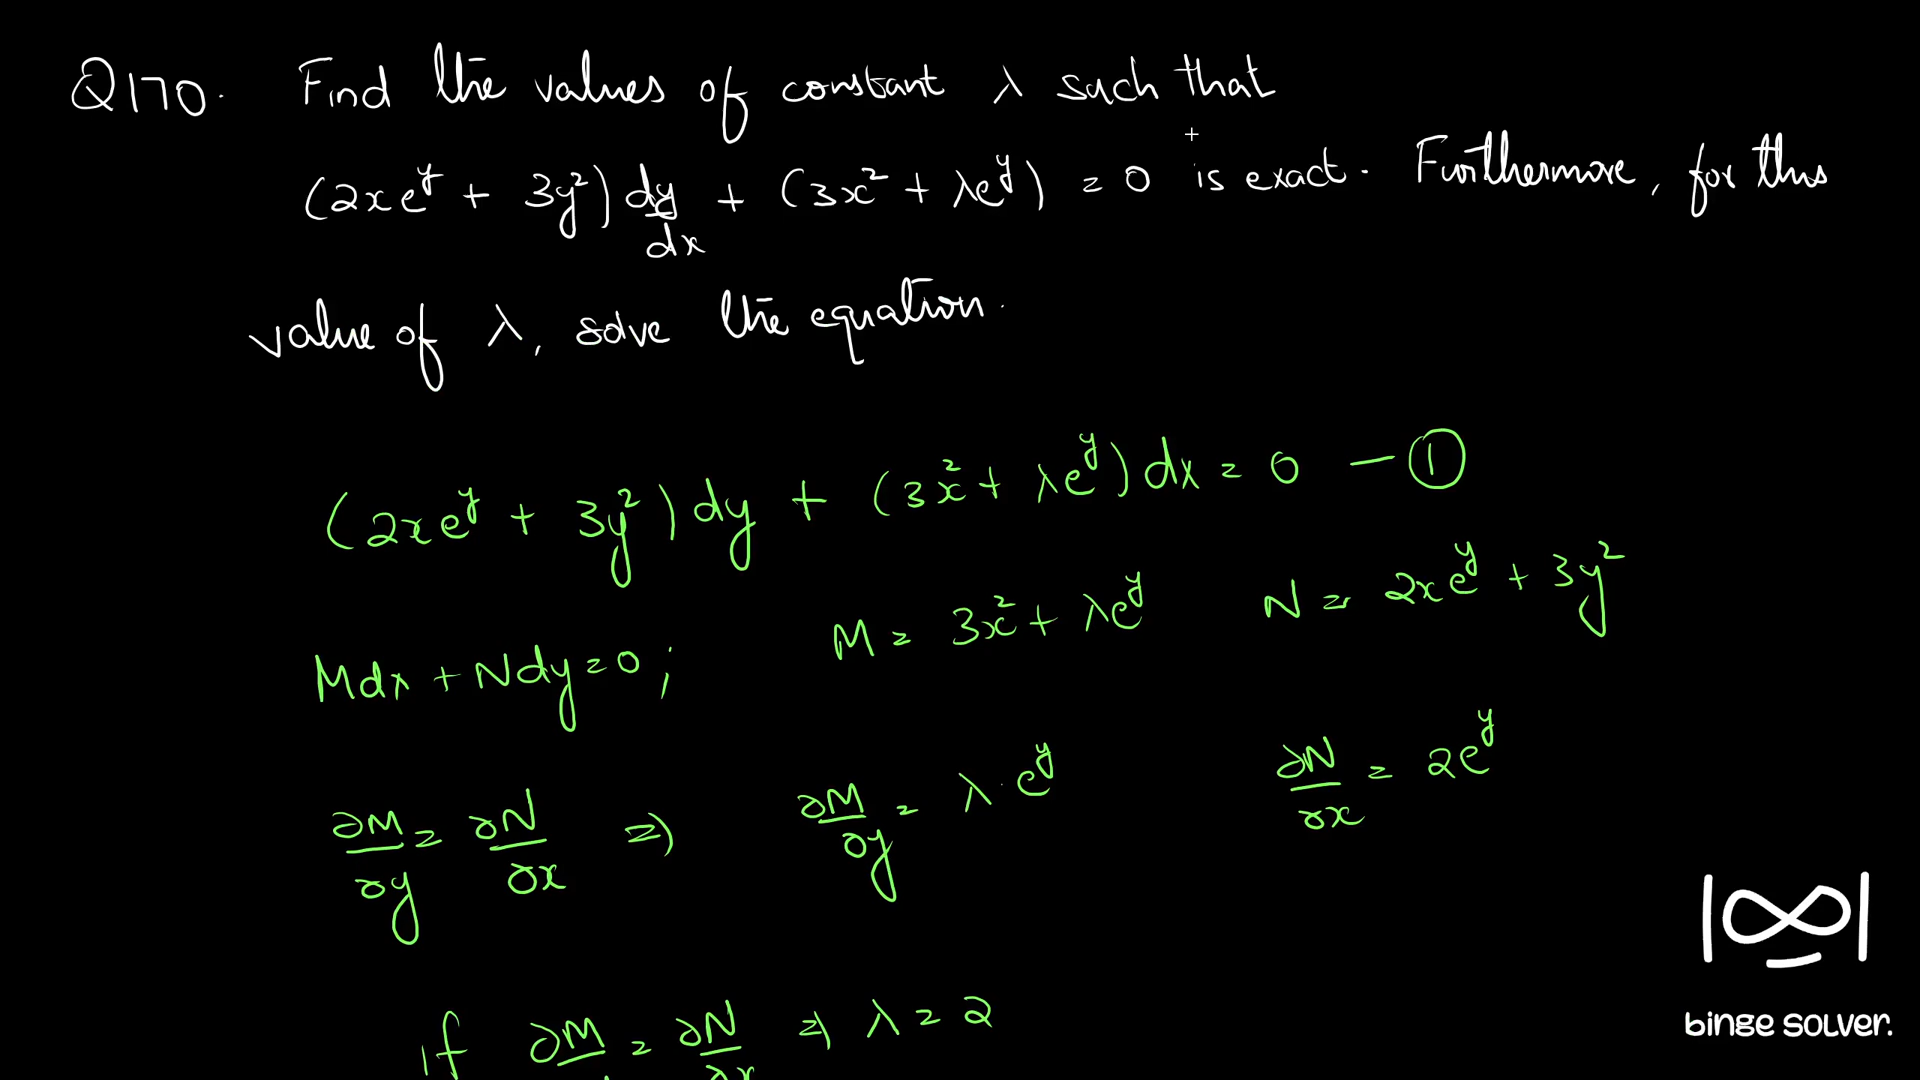 Q170. Find the values of constant λ such that
(2xe^y + 3y²) dy/dx + (3x² + λe^y) = 0 is exact. Furthermore, for this
value of λ, solve the equation.
(2xe^y + 3y²) dy + (3x² + λe^y) dx = 0 — ①
Mdx + Ndy = 0 ; M = 3x² + λe^y N = 2xe^y + 3y²
∂M/∂y = ∂N/∂x ⇒ ∂M/∂y = λ·e^y ∂N/∂x = 2e^y
If ∂M = ∂N/∂x ⇒ λ = 2
binge solver.